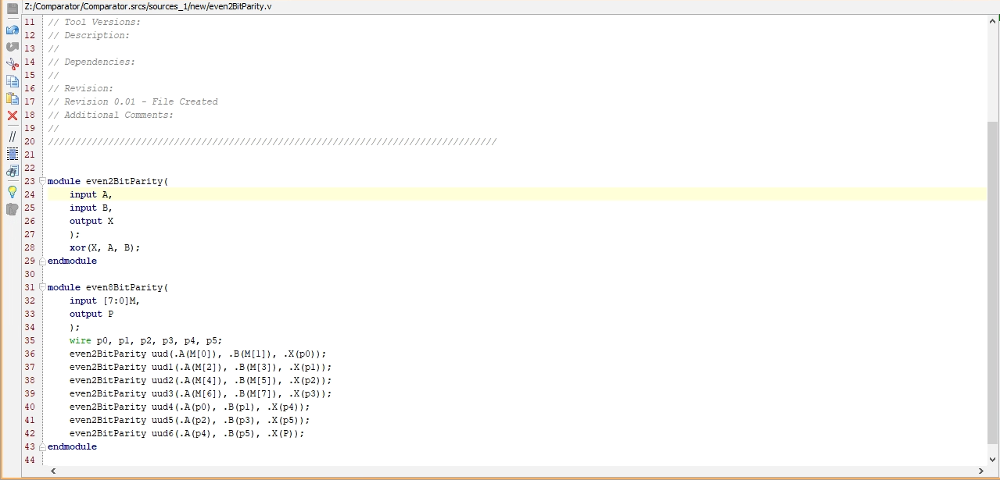 Z:/Comparator/Comparator.srcs/sources_1/new/even2BitParity.v
11 // Tool Versions:
12 // Description:
13 //
14 // Dependencies:
15 //
16 // Revision:
17 // Revision 0.01 - File Created
18 // Additional Comments:
19 //
20 //////////////////////////////////////////////////////////////////////////////////
21
22
23 module even2BitParity(
24     input A,
25     input B,
26     output X
27     );
28     xor(X, A, B);
29 endmodule
30
31 module even8BitParity(
32     input [7:0]M,
33     output P
34     );
35     wire p0, p1, p2, p3, p4, p5;
36     even2BitParity uud(.A(M[0]), .B(M[1]), .X(p0));
37     even2BitParity uud1(.A(M[2]), .B(M[3]), .X(p1));
38     even2BitParity uud2(.A(M[4]), .B(M[5]), .X(p2));
39     even2BitParity uud3(.A(M[6]), .B(M[7]), .X(p3));
40     even2BitParity uud4(.A(p0), .B(p1), .X(p4));
41     even2BitParity uud5(.A(p2), .B(p3), .X(p5));
42     even2BitParity uud6(.A(p4), .B(p5), .X(P));
43 endmodule
44